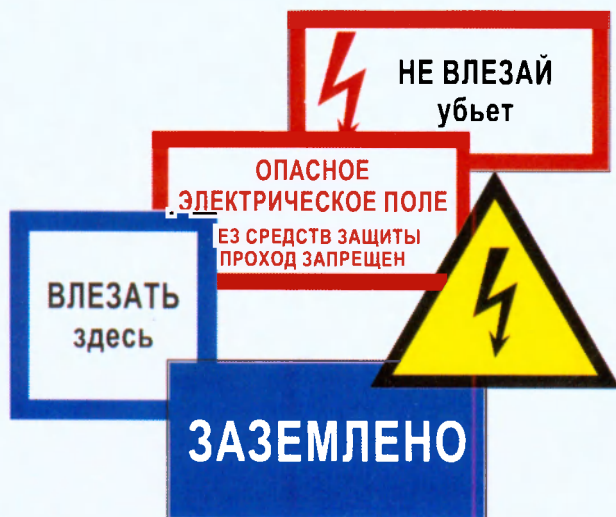 НЕ ВЛЕЗАЙ
убьет
ОПАСНОЕ
ЭЛЕКТРИЧЕСКОЕ ПОЛЕ
ЕЗ СРЕДСТВ ЗАЩИТЫ
ПРОХОД ЗАПРЕЩЕН
ВЛЕЗАТЬ
здесь
ЗАЗЕМЛЕНО